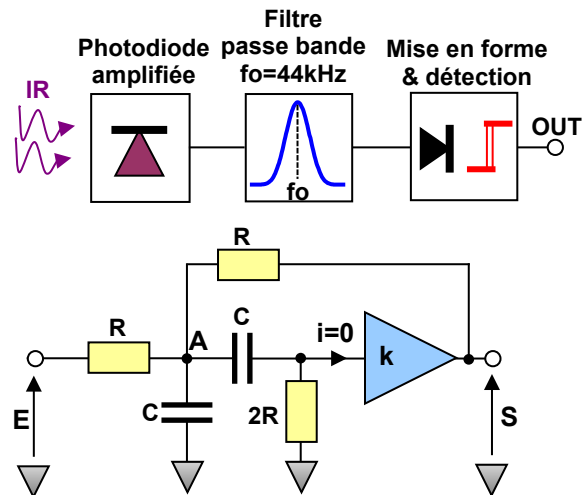 Filtre
passe bande
fo=44kHz
Photodiode
amplifiée
Mise en forme
& détection
IR
OUT
fo
R
R
A
C
i=0
k
E
C
2R
S